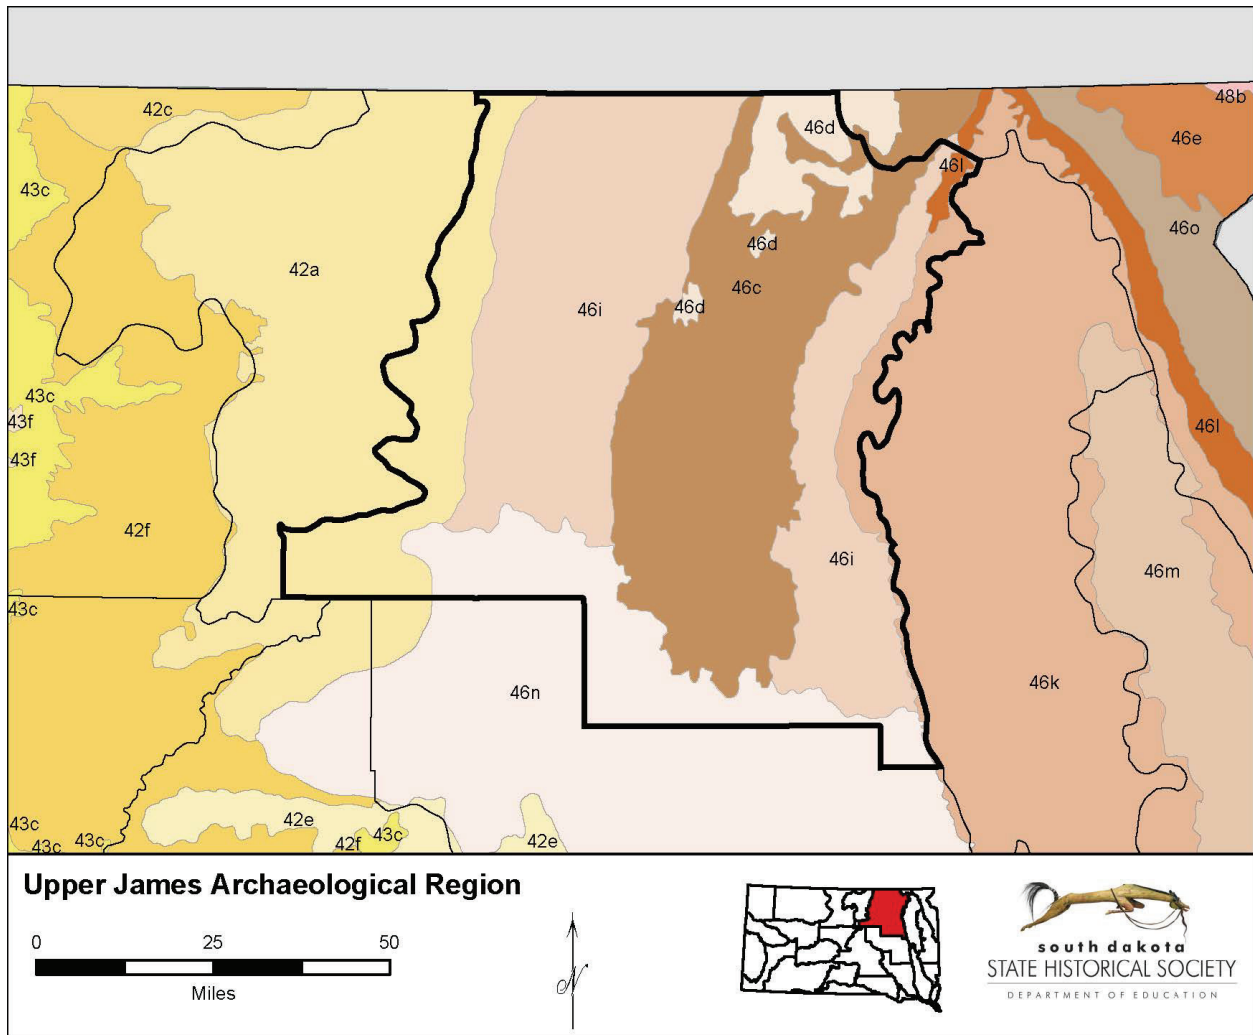 48b
42c
46d
46e
46l
43c
46o
46d
42a
46c
46i
46d
43c
43f
46l
43f
42f
46i
46m
43c
46k
46n
42e
43c
43c
42f
42e
43c
43c
Upper James Archaeological Region
0 25 50
Miles
N
south dakota
STATE HISTORICAL SOCIETY
DEPARTMENT OF EDUCATION